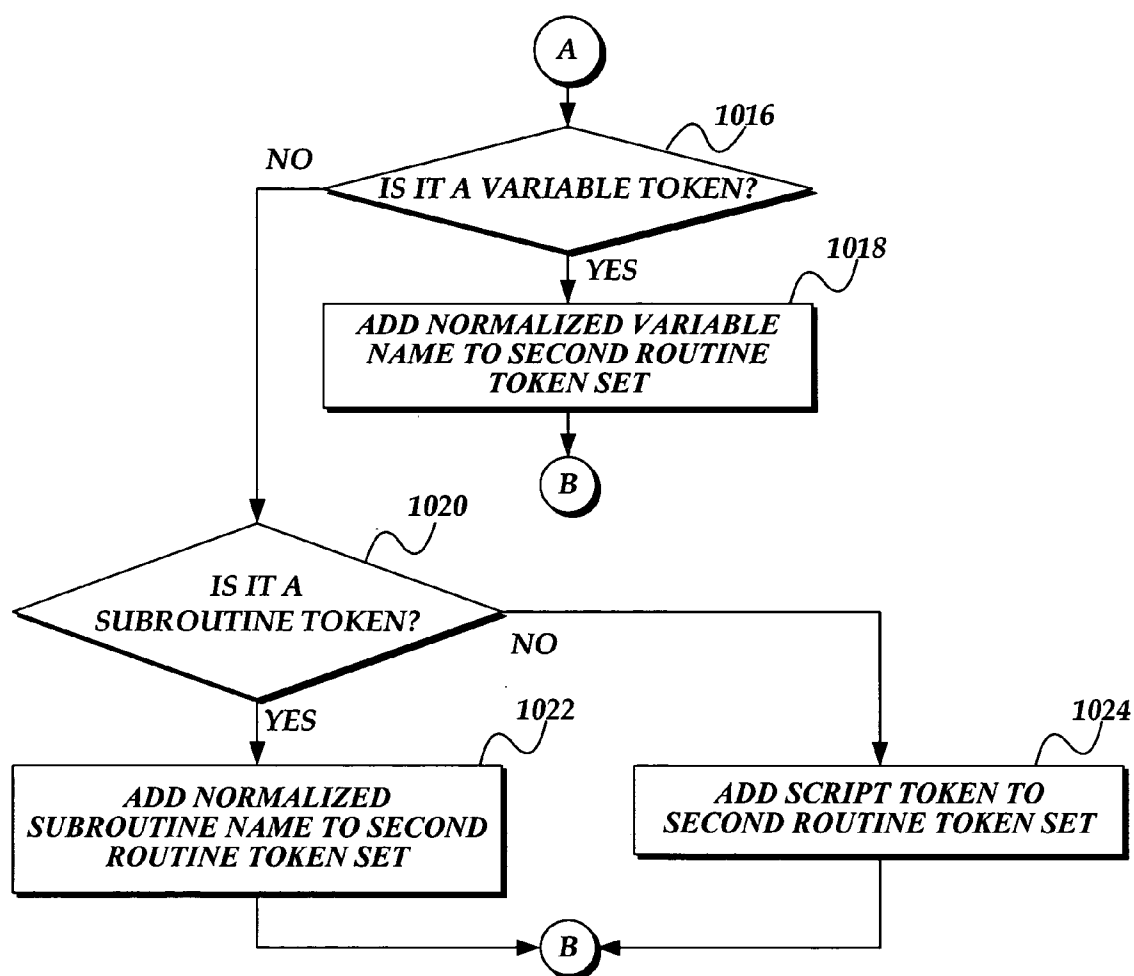 A
1016
NO
IS IT A VARIABLE TOKEN?
YES
1018
ADD NORMALIZED VARIABLE
NAME TO SECOND ROUTINE
TOKEN SET
B
1020
IS IT A
SUBROUTINE TOKEN?
NO
YES
1022
1024
ADD NORMALIZED
SUBROUTINE NAME TO SECOND
ROUTINE TOKEN SET
ADD SCRIPT TOKEN TO
SECOND ROUTINE TOKEN SET
B